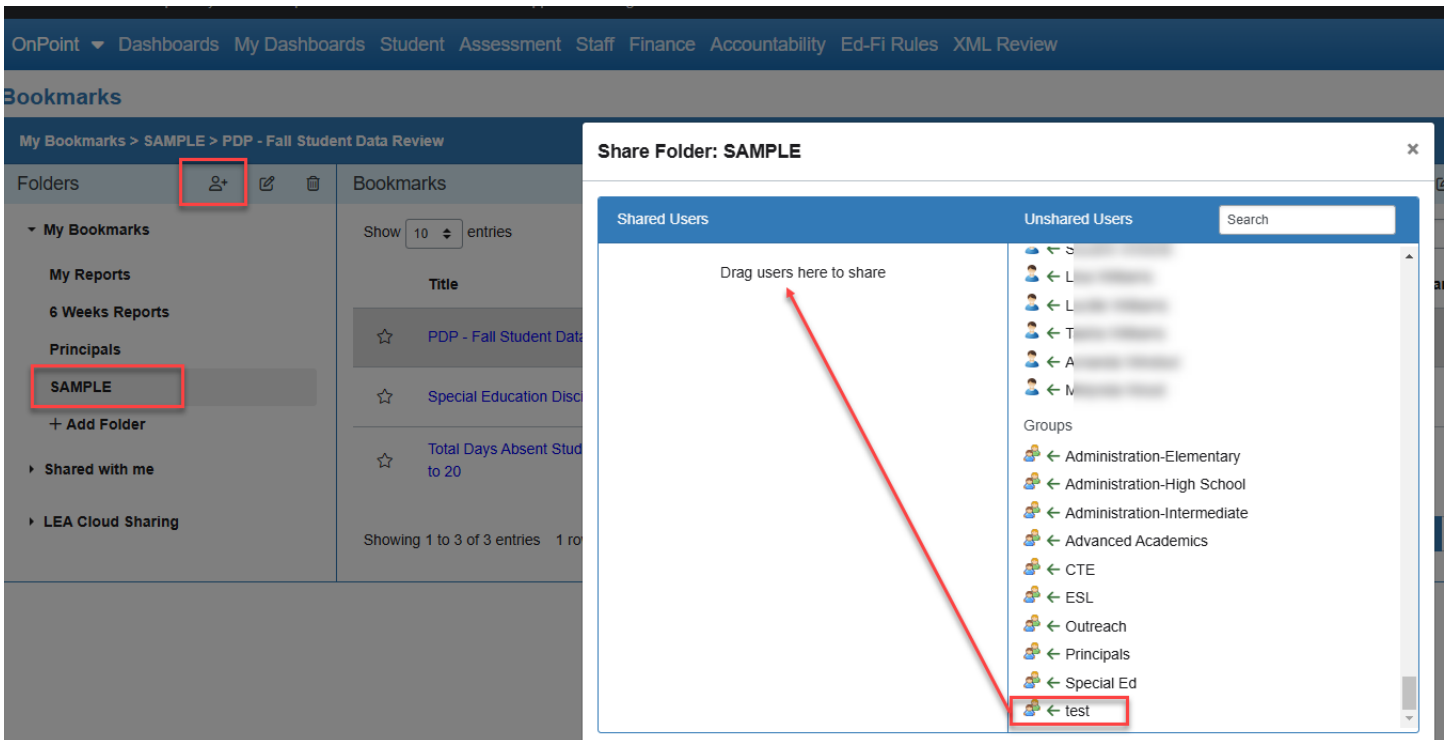 OnPoint Dashboards My Dashboards Student Assessment Staff Finance Accountability Ed-Fi Rules XML Review
Bookmarks
My Bookmarks > SAMPLE > PDP - Fall Student Data Review
Folders
My Bookmarks
My Reports
6 Weeks Reports
Principals
SAMPLE
+ Add Folder
Shared with me
LEA Cloud Sharing
Bookmarks
Show 10 entries
Title
PDP - Fall Student Data
Special Education Disci
Total Days Absent Stud
to 20
Showing 1 to 3 of 3 entries 1 ro
Share Folder: SAMPLE ×
Shared Users
Drag users here to share
Unshared Users Search
← S
← L
← L
← T
← A
← M
Groups
← Administration-Elementary
← Administration-High School
← Administration-Intermediate
← Advanced Academics
← CTE
← ESL
← Outreach
← Principals
← Special Ed
← test